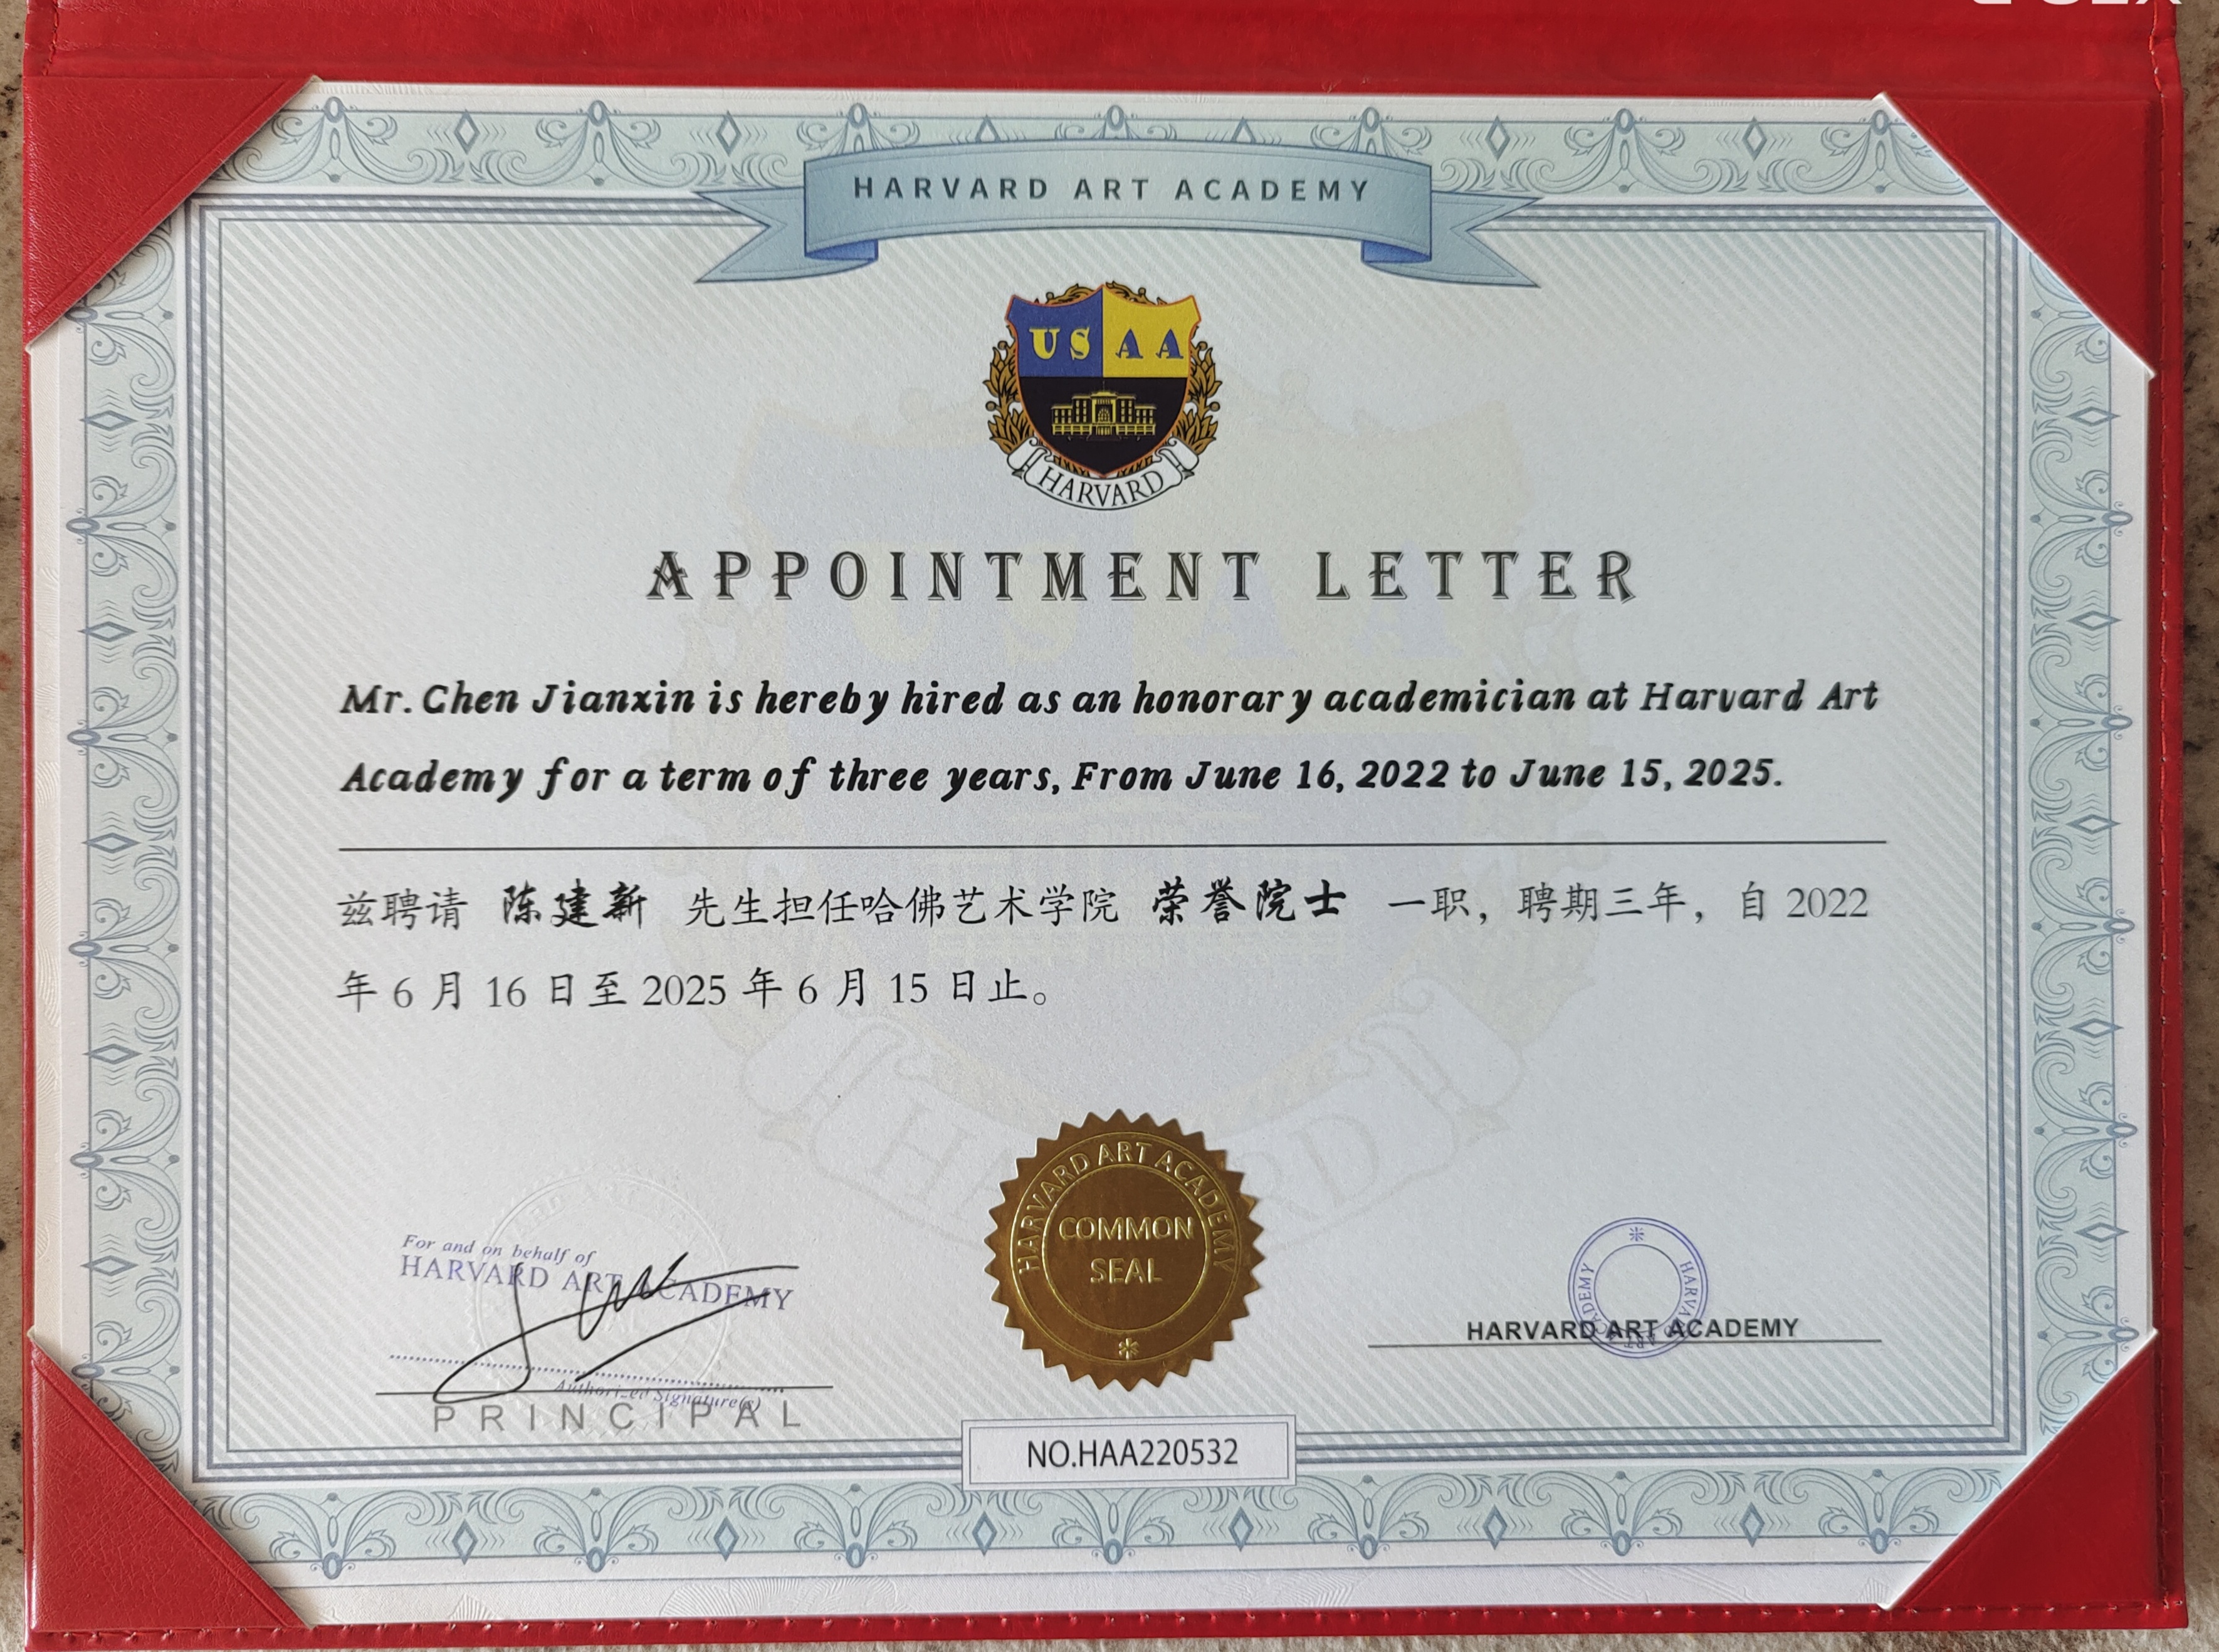 HARVARD ART ACADEMY
U S A A
HARVARD
APPOINTMENT LETTER
Mr. Chen Jianxin is hereby hired as an honorary academician at Harvard Art
Academy for a term of three years, From June 16, 2022 to June 15, 2025.
兹聘请 陈建新 先生担任哈佛艺术学院 荣誉院士 一职，聘期三年，自 2022
年 6 月 16 日至 2025 年 6 月 15 日止。
For and on behalf of
HARVARD ART ACADEMY
Authorized Signature(s)
PRINCIPAL
HARVARD ART ACADEMY
COMMON
SEAL
HARVARD ART ACADEMY
HARVARD ART ACADEMY
NO.HAA220532